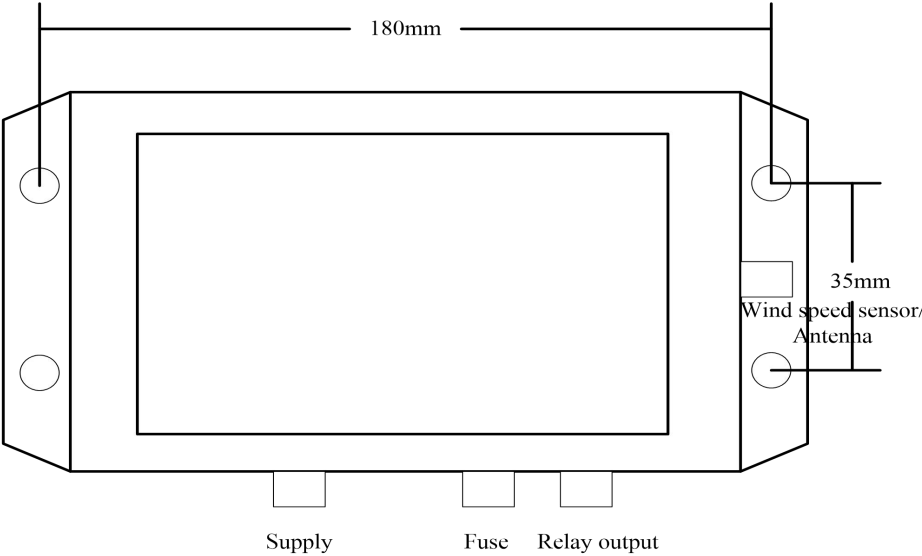 180mm
35mm
Wind speed sensor/
Antenna
Supply
Fuse
Relay output